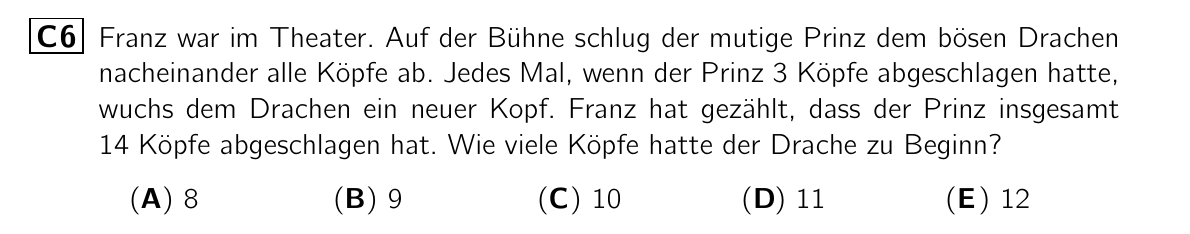 C6 Franz war im Theater. Auf der Bühne schlug der mutige Prinz dem bösen Drachen
nacheinander alle Köpfe ab. Jedes Mal, wenn der Prinz 3 Köpfe abgeschlagen hatte,
wuchs dem Drachen ein neuer Kopf. Franz hat gezählt, dass der Prinz insgesamt
14 Köpfe abgeschlagen hat. Wie viele Köpfe hatte der Drache zu Beginn?
(A) 8 (B) 9 (C) 10 (D) 11 (E) 12